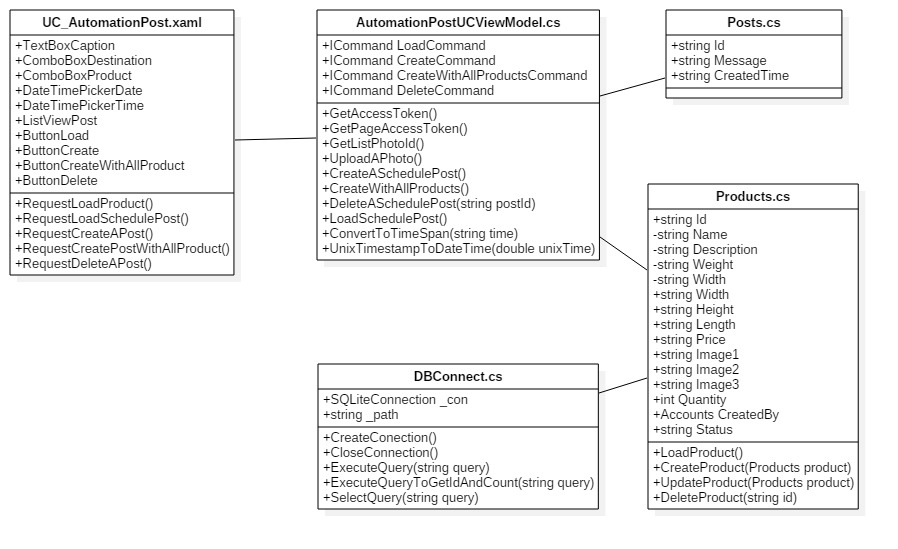 UC_AutomationPost.xaml
+TextBoxCaption
+ComboBoxDestination
+ComboBoxProduct
+DateTimePickerDate
+DateTimePickerTime
+ListViewPost
+ButtonLoad
+ButtonCreate
+ButtonCreateWithAllProduct
+ButtonDelete
+RequestLoadProduct()
+RequestLoadSchedulePost()
+RequestCreateAPost()
+RequestCreatePostWithAllProduct()
+RequestDeleteAPost()
AutomationPostUCViewModel.cs
+ICommand LoadCommand
+ICommand CreateCommand
+ICommand CreateWithAllProductsCommand
+ICommand DeleteCommand
+GetAccessToken()
+GetPageAccessToken()
+GetListPhotoId()
+UploadAPhoto()
+CreateASchedulePost()
+CreateWithAllProducts()
+DeleteASchedulePost(string postId)
+LoadSchedulePost()
+ConvertToTimeSpan(string time)
+UnixTimestampToDateTime(double unixTime)
Posts.cs
+string Id
+string Message
+string CreatedTime
Products.cs
+string Id
-string Name
-string Description
-string Weight
-string Width
+string Width
+string Height
+string Length
+string Price
+string Image1
+string Image2
+string Image3
+int Quantity
+Accounts CreatedBy
+string Status
+LoadProduct()
+CreateProduct(Products product)
+UpdateProduct(Products product)
+DeleteProduct(string id)
DBConnect.cs
+SQLiteConnection _con
+string _path
+CreateConection()
+CloseConnection()
+ExecuteQuery(string query)
+ExecuteQueryToGetIdAndCount(string query)
+SelectQuery(string query)